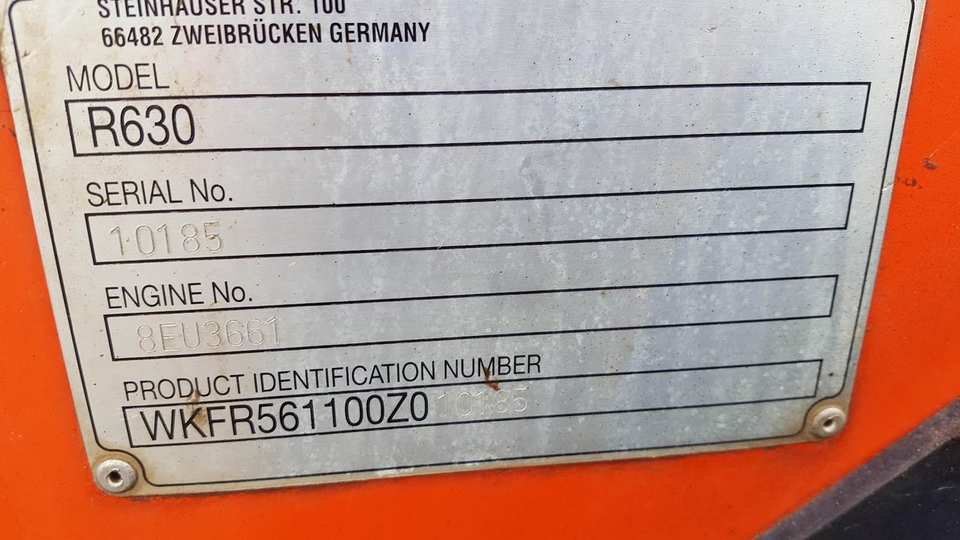 STEINHAUSER STR. 100
66482 ZWEIBRÜCKEN GERMANY
MODEL
R630
SERIAL No.
10185
ENGINE No.
8EU3661
PRODUCT IDENTIFICATION NUMBER
WKFR561100Z010185